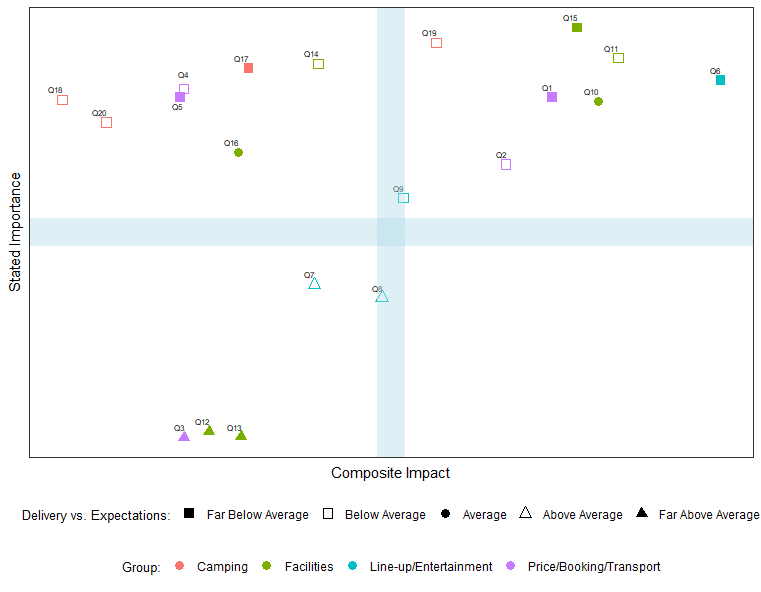 Q15
Q19
Q14
Q11
Q17
Q6
Q4
Q18
Q1
Q10
Q5
Q20
Q16
Q2
Q9
Stated Importance
Q7
Q8
Q3
Q12
Q13
Composite Impact
Delivery vs. Expectations: Far Below Average Below Average Average Above Average Far Above Average
Group: Camping Facilities Line-up/Entertainment Price/Booking/Transport